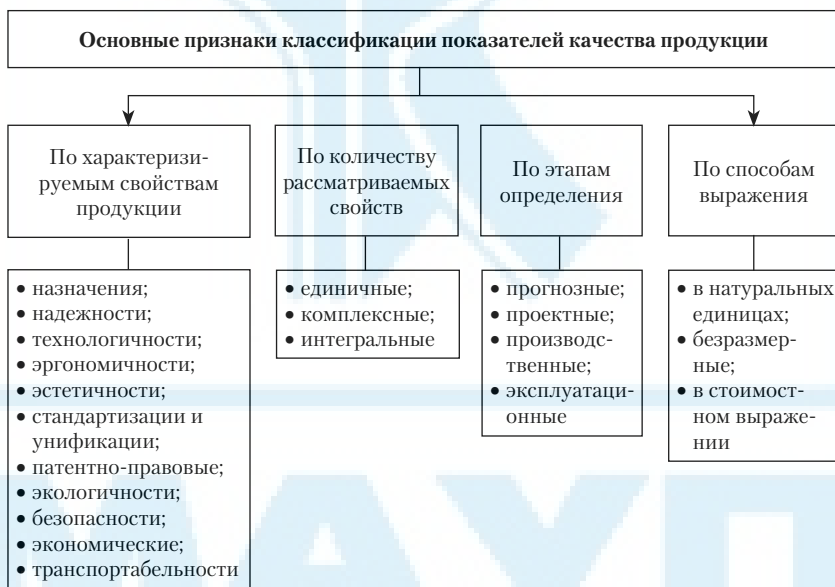 Основные признаки классификации показателей качества продукции
По характеризи-
руемым свойствам
продукции
По количеству
рассматриваемых
свойств
По этапам
определения
По способам
выражения
• назначения;
• надежности;
• технологичности;
• эргономичности;
• эстетичности;
• стандартизации и
унификации;
• патентно-правовые;
• экологичности;
• безопасности;
• экономические;
• транспортабельности
• единичные;
• комплексные;
• интегральные
• прогнозные;
• проектные;
• производс-
твенные;
• эксплуатаци-
онные
• в натуральных
единицах;
• безразмер-
ные;
• в стоимост-
ном выраже-
нии
МАУП